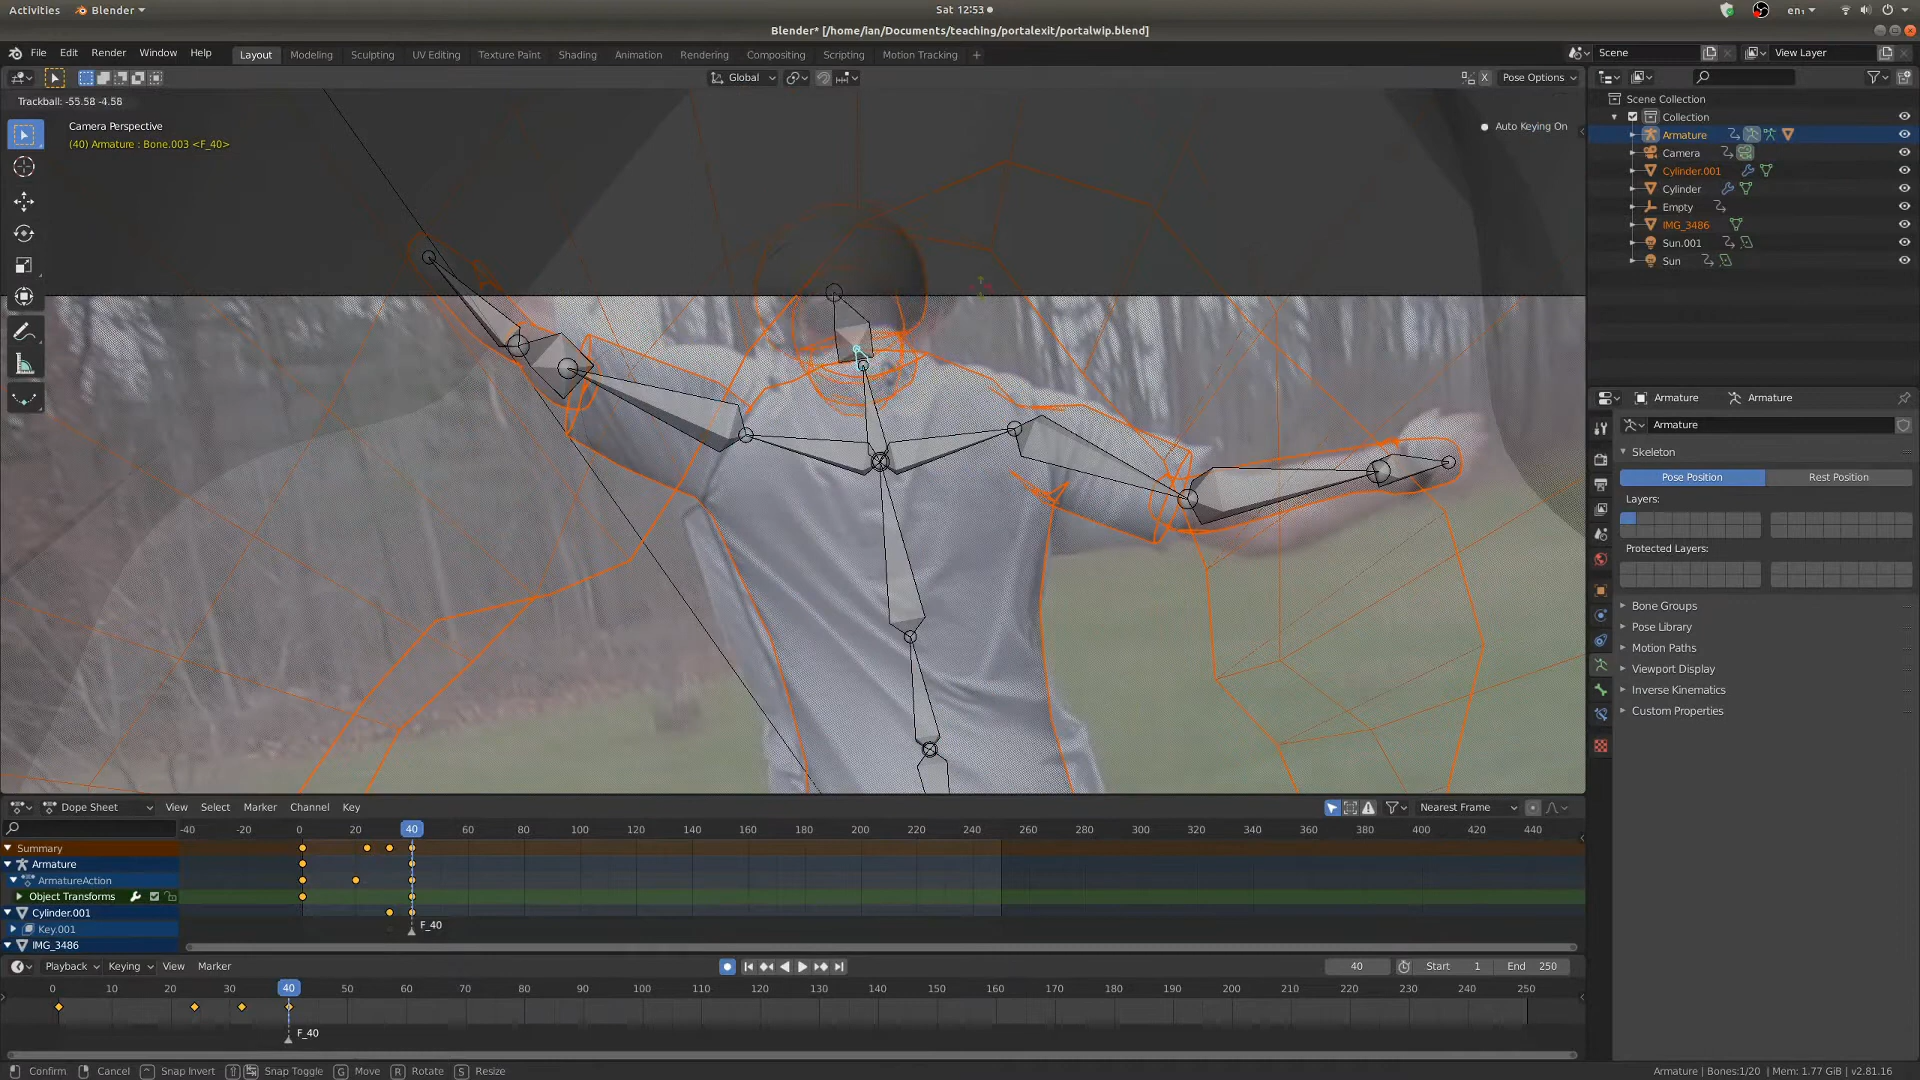 Activities Blender Sat 12:53 en₁
Blender* [/home/ian/Documents/teaching/portalexit/portalwip.blend]
File Edit Render Window Help Layout Modeling Sculpting UV Editing Texture Paint Shading Animation Rendering Compositing Scripting Motion Tracking + Scene View Layer
Global X Pose Options
Trackball: -55.58 -4.58
Camera Perspective
(40) Armature : Bone.003 <F_40>
Auto Keying On
Scene Collection
Collection
Armature
Camera
Cylinder.001
Cylinder
Empty
IMG_3486
Sun.001
Sun
Armature Armature
Armature
Skeleton
Pose Position Rest Position
Layers:
Protected Layers:
Bone Groups
Pose Library
Motion Paths
Viewport Display
Inverse Kinematics
Custom Properties
Dope Sheet View Select Marker Channel Key Nearest Frame
-40 -20 0 20 40 60 80 100 120 140 160 180 200 220 240 260 280 300 320 340 360 380 400 420 440
Summary
Armature
ArmatureAction
Object Transforms
Cylinder.001
F_40
Key.001
IMG_3486
Playback Keying View Marker 40 Start 1 End 250
0 10 20 30 40 50 60 70 80 90 100 110 120 130 140 150 160 170 180 190 200 210 220 230 240 250
F_40
Confirm Cancel Snap Invert Snap Toggle G Move R Rotate S Resize Armature | Bones:1/20 | Mem: 1.77 GiB | v2.81.16